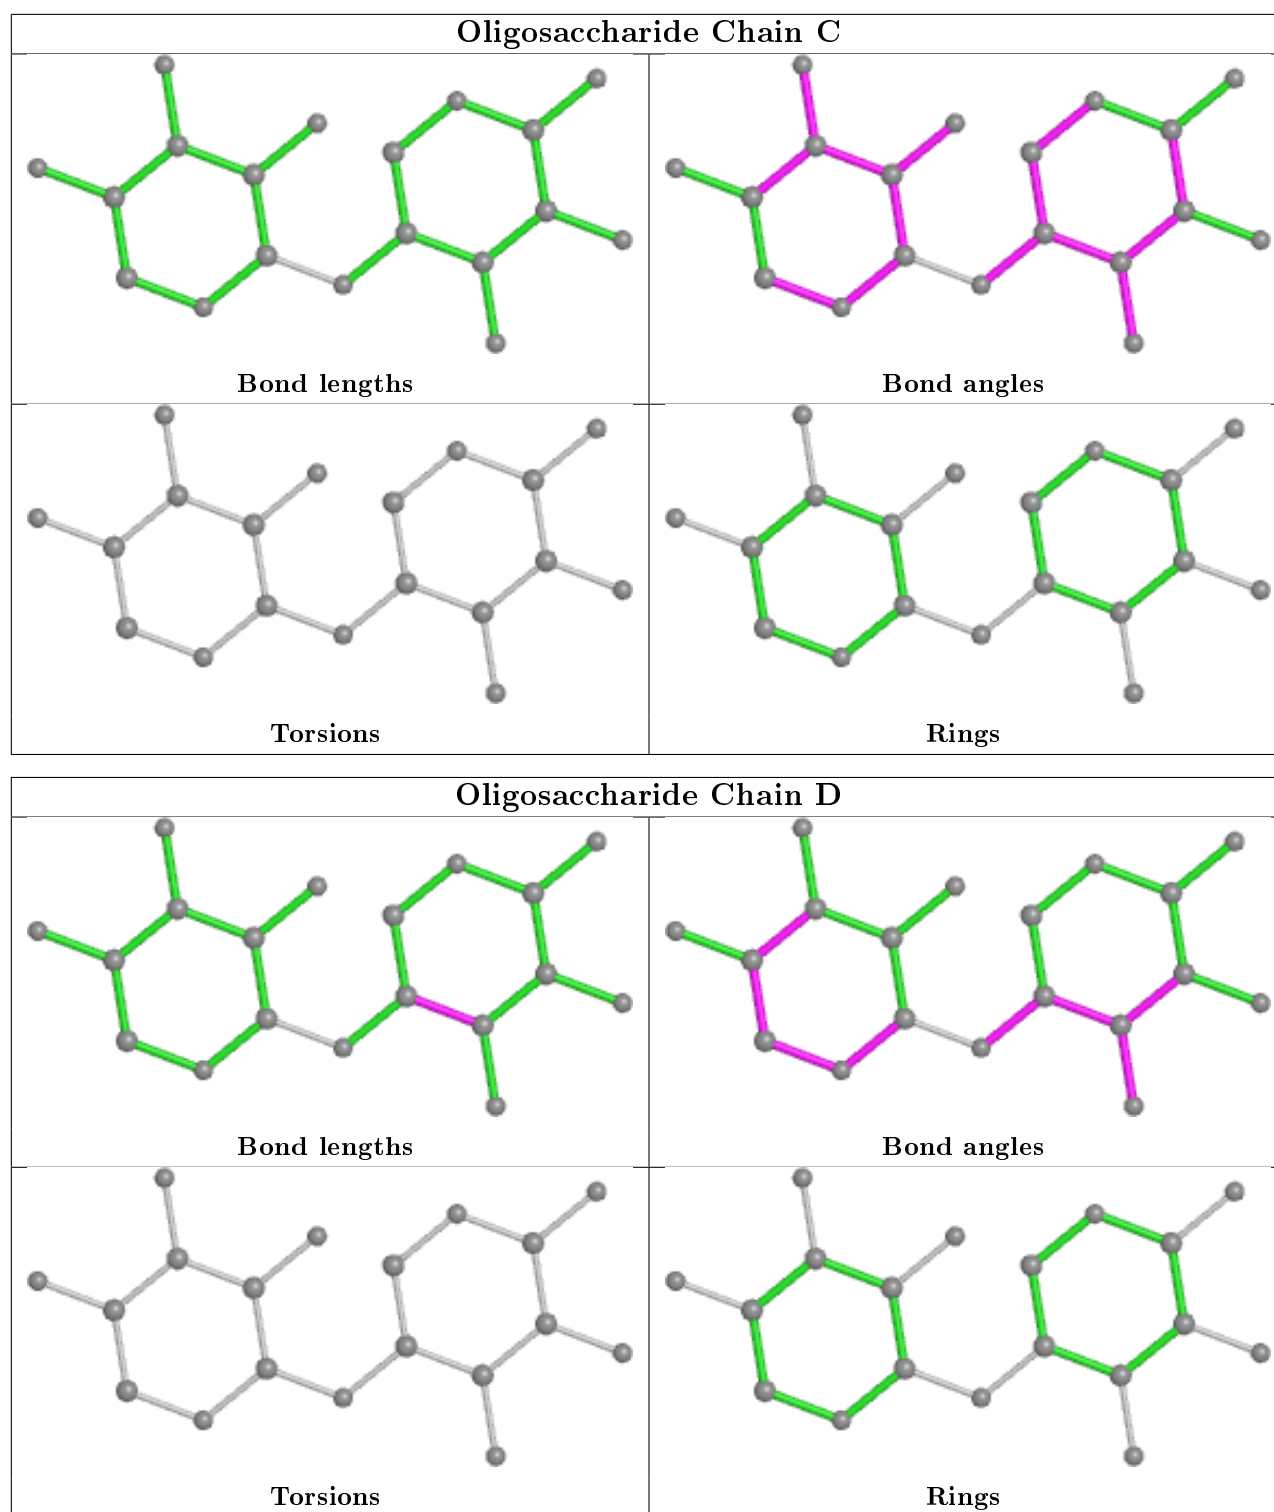 Oligosaccharide Chain C
Bond lengths
Bond angles
Torsions
Rings
Oligosaccharide Chain D
Bond lengths
Bond angles
Torsions
Rings